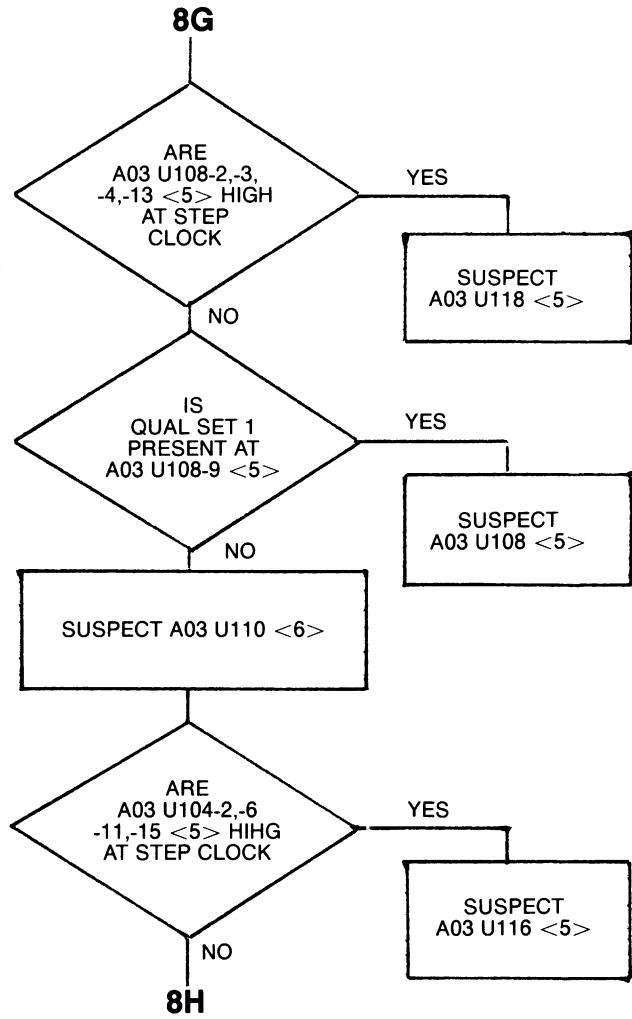 8G
ARE
A03 U108-2,-3,
-4,-13 <5> HIGH
AT STEP
CLOCK
YES
SUSPECT
A03 U118 <5>
NO
IS
QUAL SET 1
PRESENT AT
A03 U108-9 <5>
YES
SUSPECT
A03 U108 <5>
NO
SUSPECT A03 U110 <6>
ARE
A03 U104-2,-6
-11,-15 <5> HIHG
AT STEP CLOCK
YES
SUSPECT
A03 U116 <5>
NO
8H